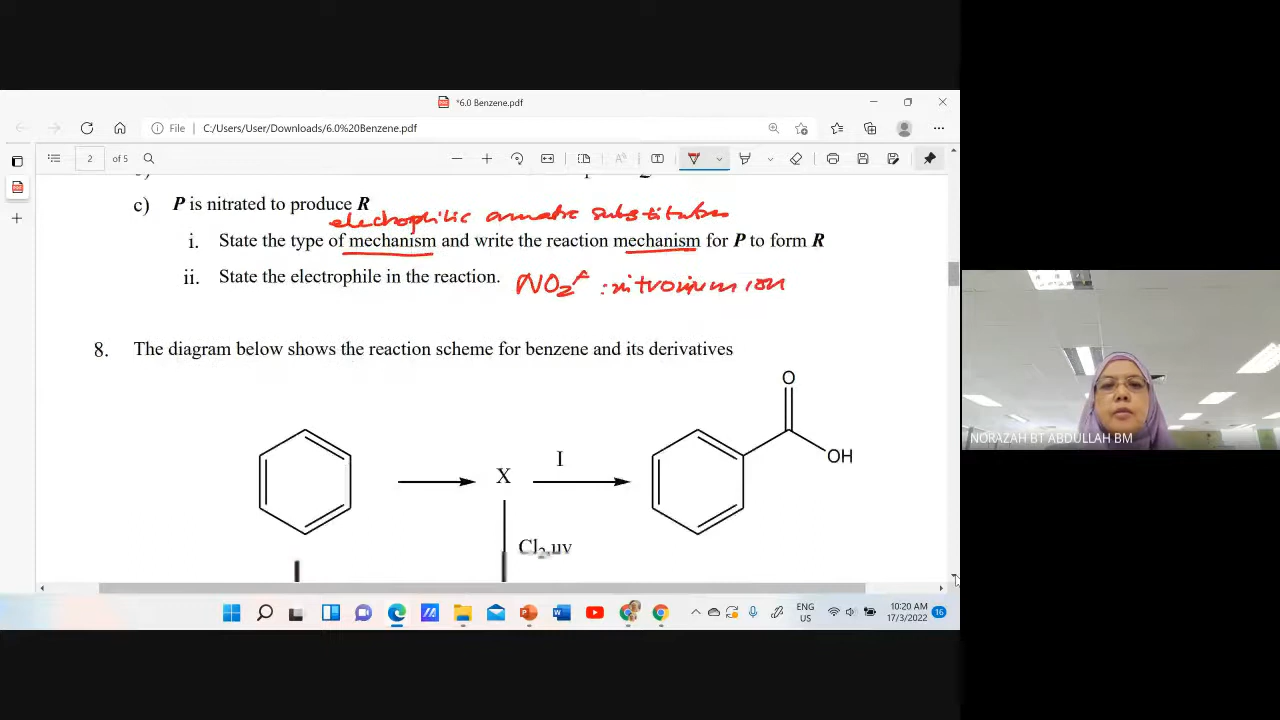 *6.0 Benzene.pdf
File C:/Users/User/Downloads/6.0%20Benzene.pdf
2 of 5
c) P is nitrated to produce R
electrophilic aromatic substitution
i. State the type of mechanism and write the reaction mechanism for P to form R
ii. State the electrophile in the reaction. NO₂⁺ : nitronium ion
8. The diagram below shows the reaction scheme for benzene and its derivatives
O
OH
X
I
Cl₂,uv
NORAZAH BT ABDULLAH BM
ENG
US
10:20 AM
17/3/2022
16